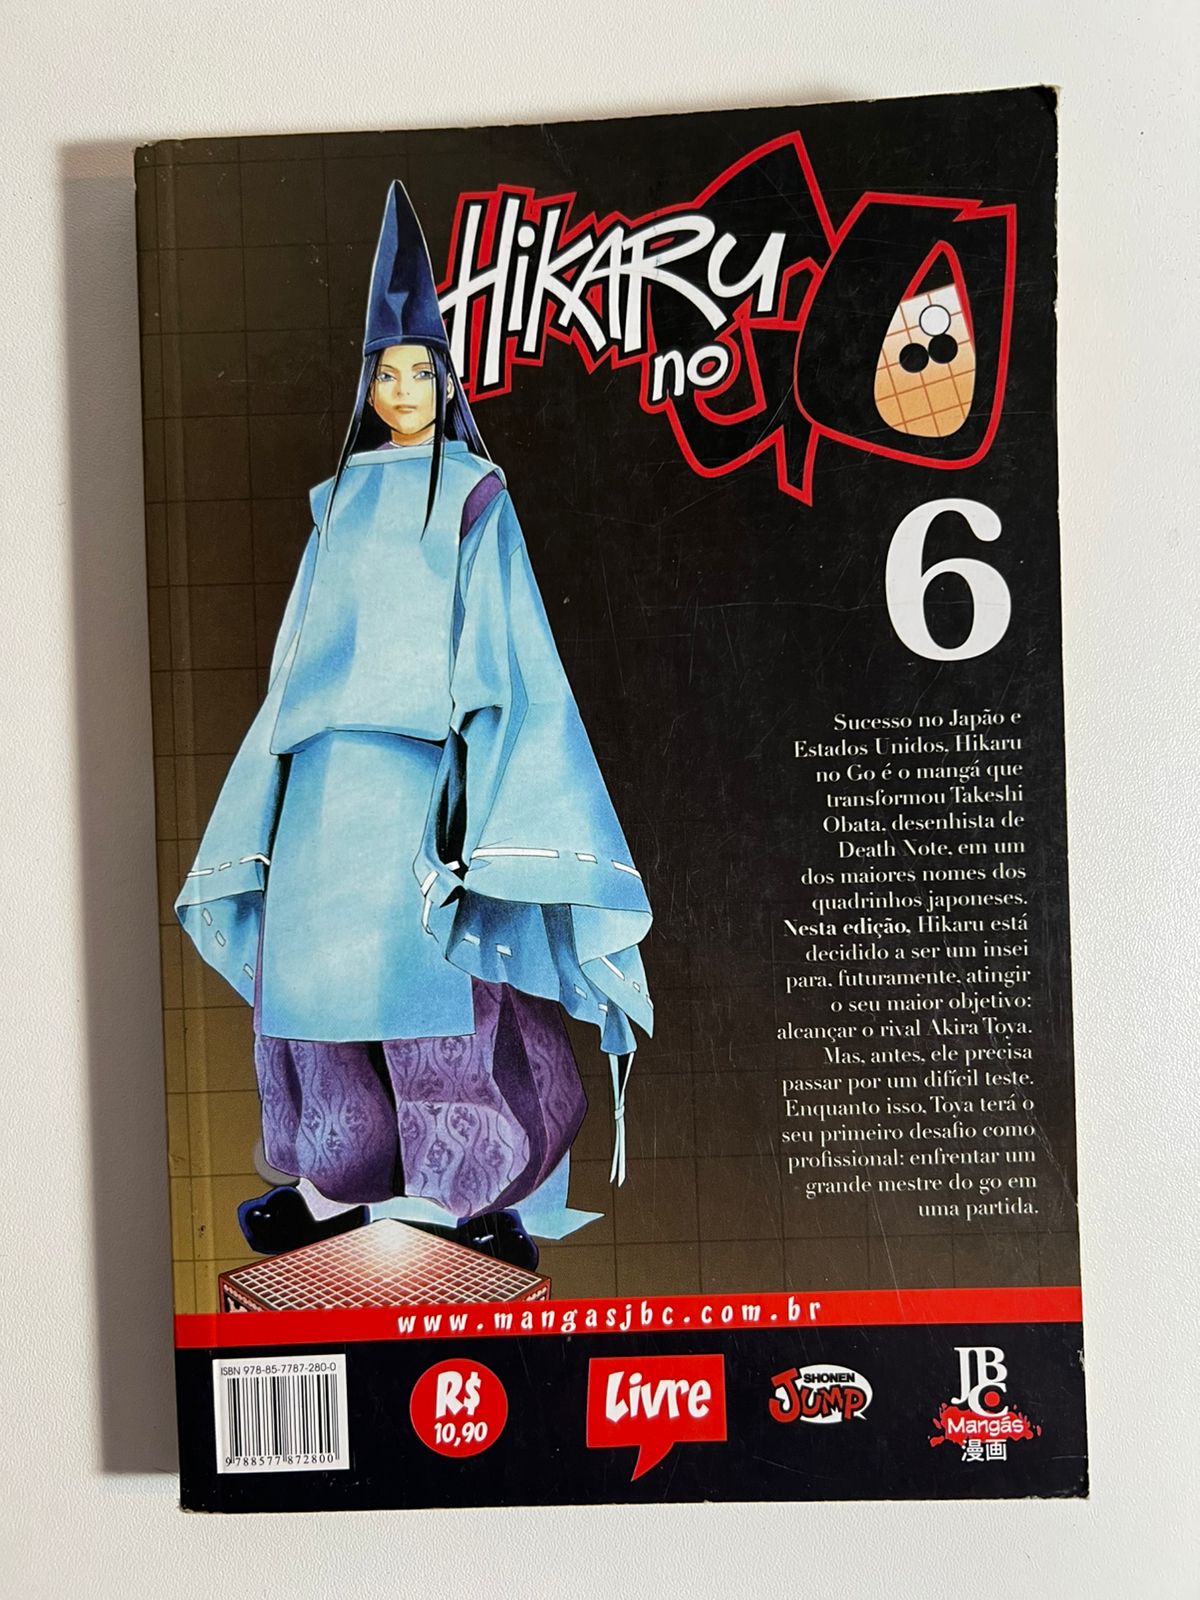 HIKARU
no
GO
6
Sucesso no Japão e
Estados Unidos, Hikaru
no Go é o mangá que
transformou Takeshi
Obata, desenhista de
Death Note, em um
dos maiores nomes dos
quadrinhos japoneses.
Nesta edição, Hikaru está
decidido a ser um insei
para, futuramente, atingir
o seu maior objetivo:
alcançar o rival Akira Toya.
Mas, antes, ele precisa
passar por um difícil teste.
Enquanto isso, Toya terá o
seu primeiro desafio como
profissional: enfrentar um
grande mestre do go em
uma partida.
www.mangasjbc.com.br
ISBN 978-85-7787-280-0
9 788577 872800
R$
10,90
Livre
SHONEN
JUMP
JBC
Mangás
漫画